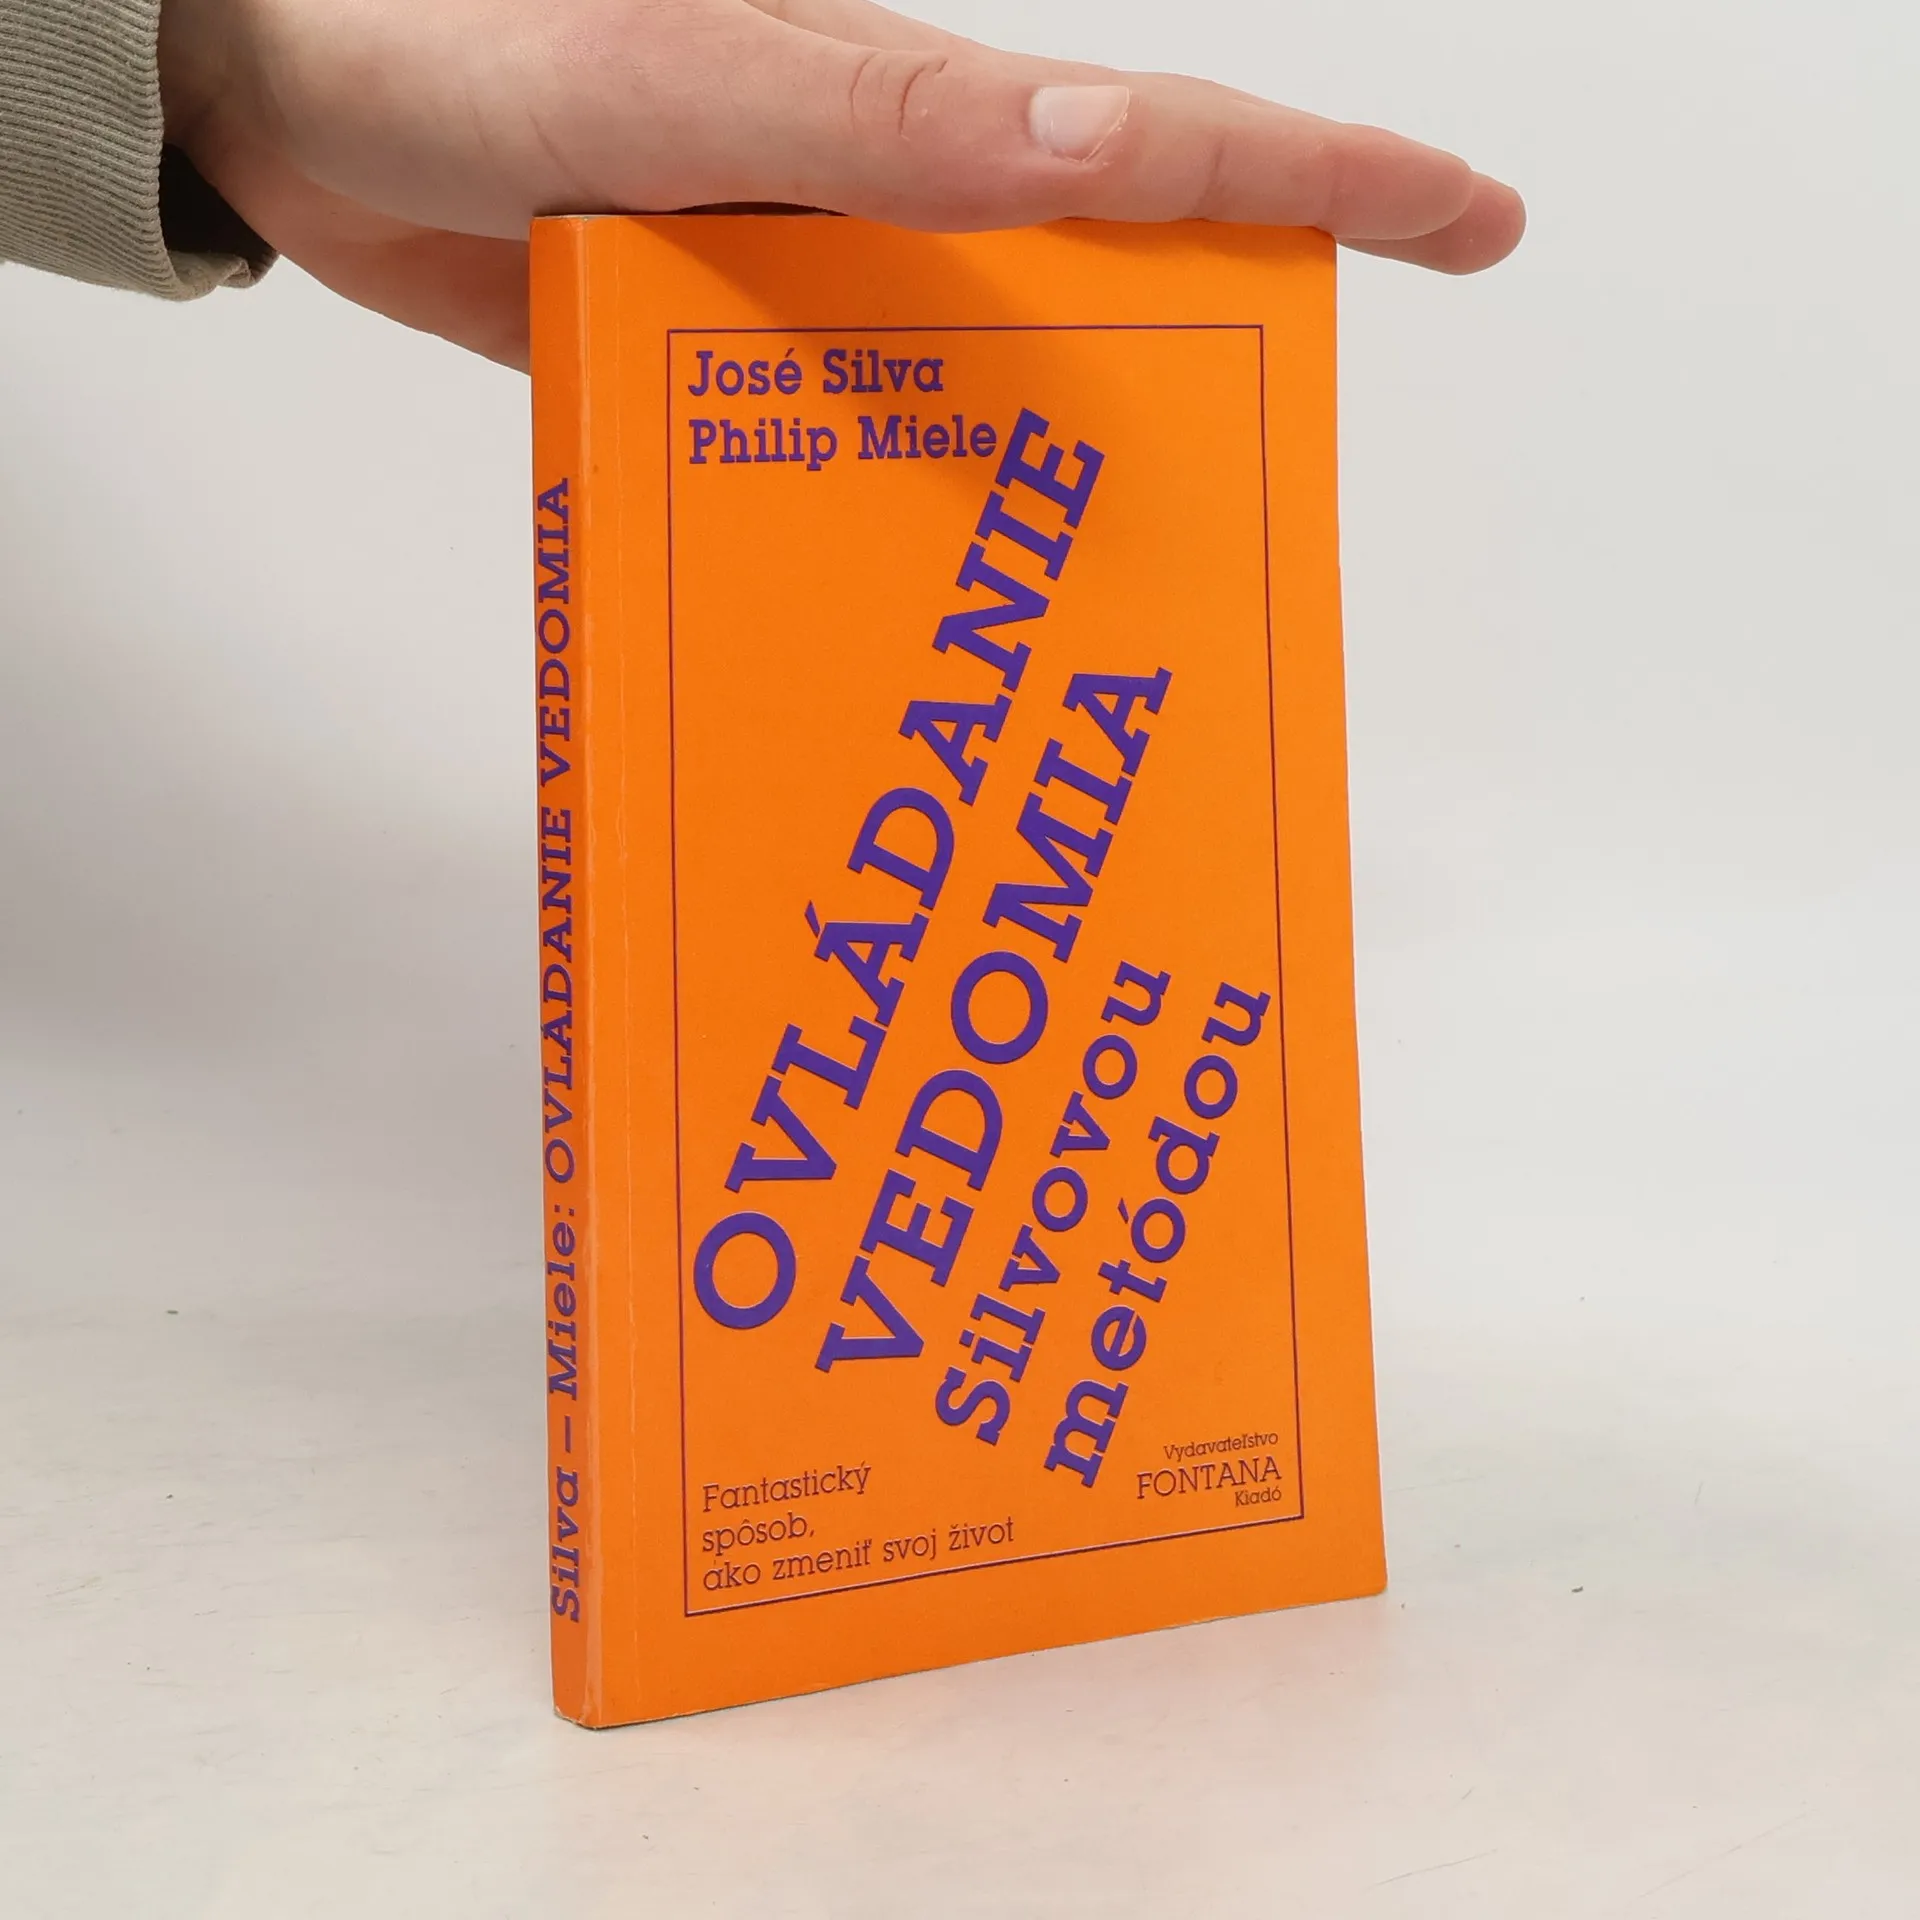 José Silva
Philip Miele
OVLÁDANIE
VEDOMIA
Silvovou
metódou
Fantastický
spôsob,
ako zmeniť svoj život
Vydavateľstvo
FONTANA
Kiadó
Silva – Miele: OVLÁDANIE VEDOMIA